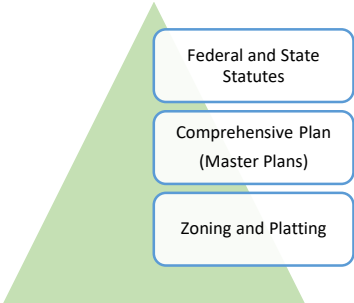 Federal and State
Statutes
Comprehensive Plan
(Master Plans)
Zoning and Platting